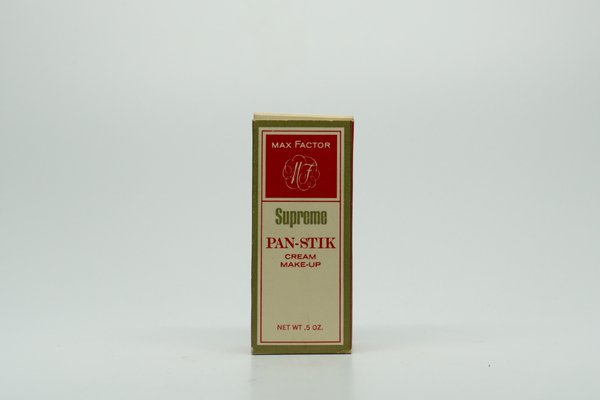 MAX FACTOR
MF
Supreme
PAN-STIK
CREAM
MAKE-UP
NET WT .5 OZ.